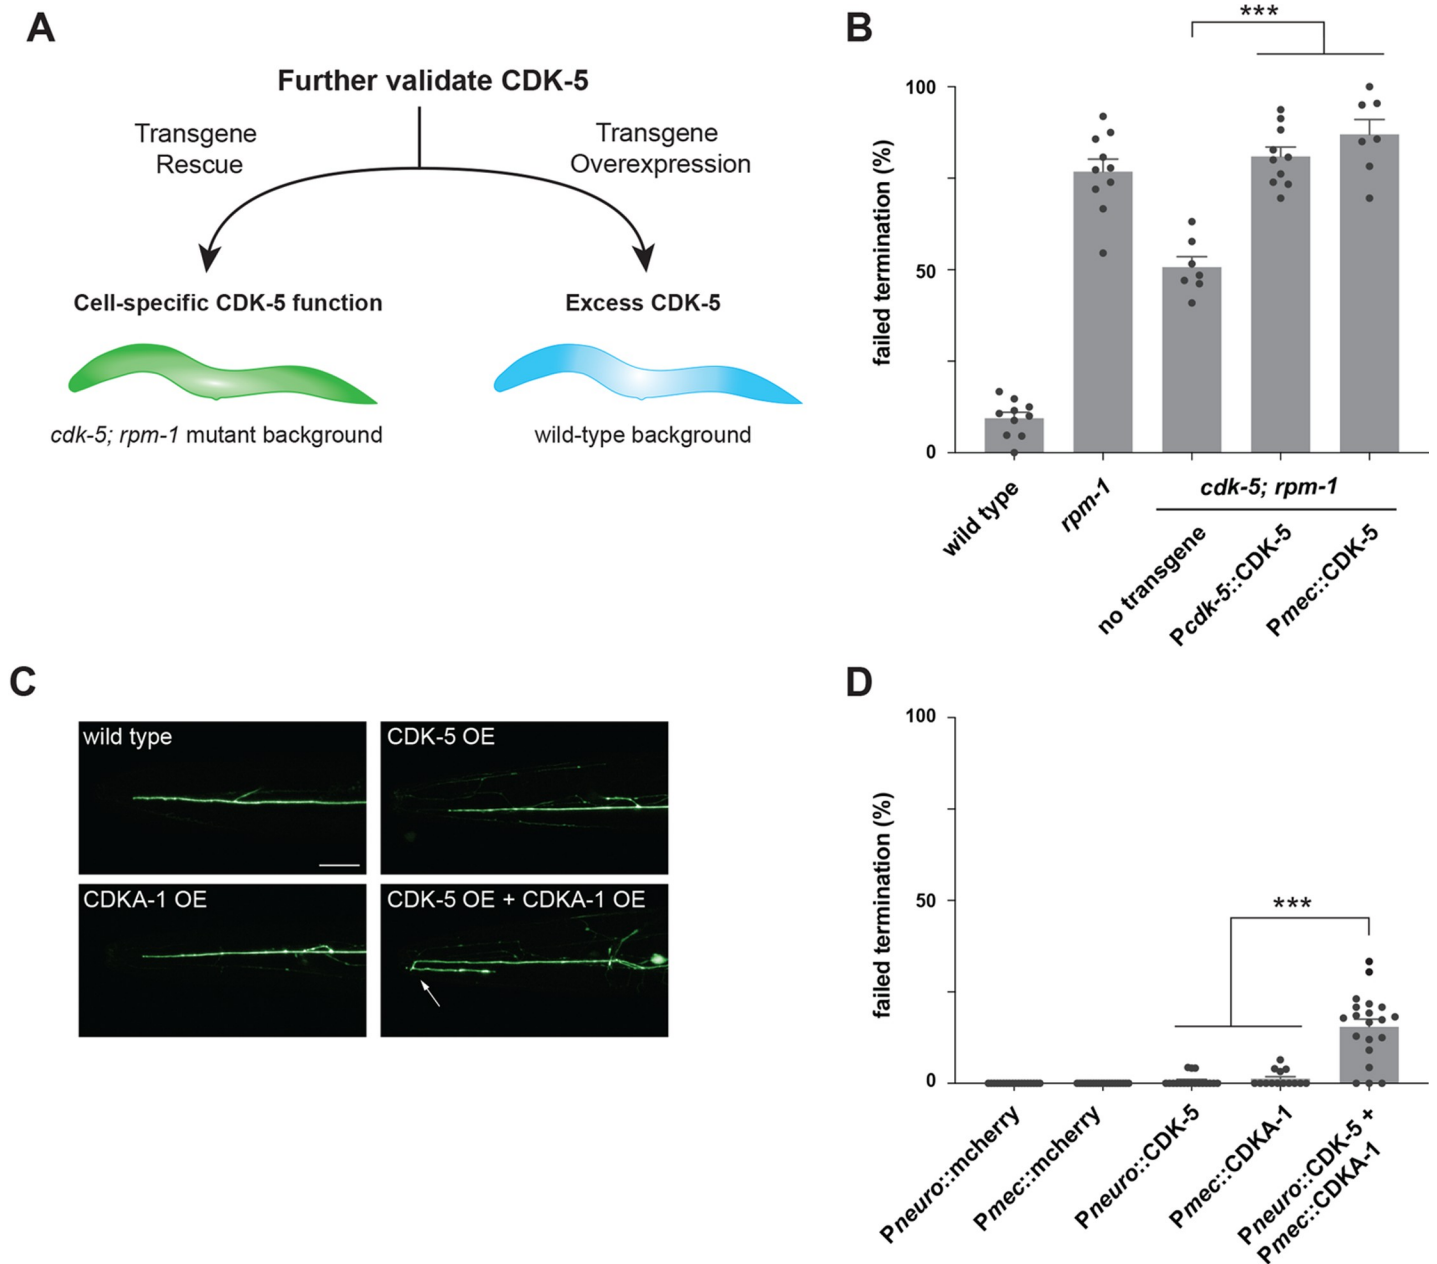 A
Further validate CDK-5
Transgene
Rescue
Transgene
Overexpression
Cell-specific CDK-5 function
Excess CDK-5
cdk-5; rpm-1 mutant background
wild-type background
B
***
100
50
0
failed termination (%)
wild type
rpm-1
cdk-5; rpm-1
no transgene
Pcdk-5::CDK-5
Pmec::CDK-5
C
wild type
CDK-5 OE
CDKA-1 OE
CDK-5 OE + CDKA-1 OE
D
100
50
0
failed termination (%)
***
Pneuro::mcherry
Pmec::mcherry
Pneuro::CDK-5
Pmec::CDKA-1
Pneuro::CDK-5 +
Pmec::CDKA-1